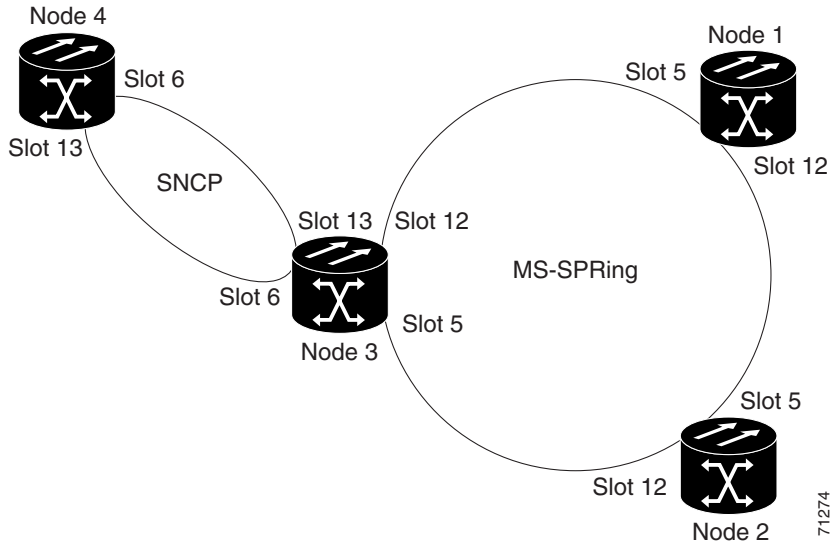 Node 4
Node 1
Slot 6
Slot 5
Slot 13
Slot 12
SNCP
Slot 13
Slot 12
MS-SPRing
Slot 6
Slot 5
Node 3
Slot 5
Slot 12
Node 2
71274